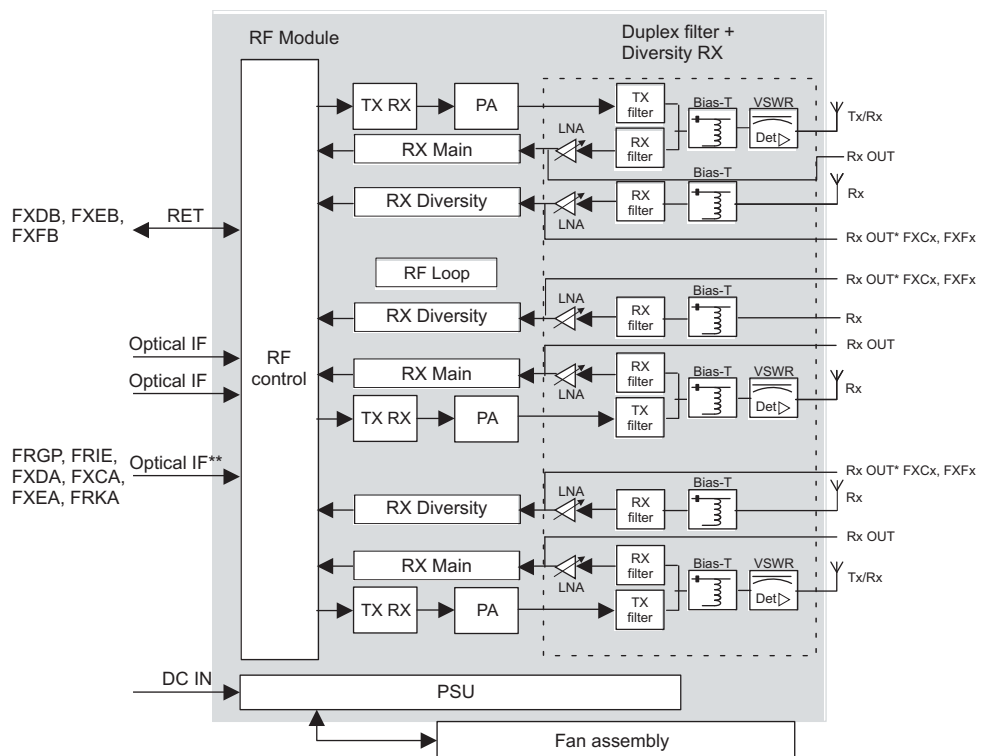 RF Module
Duplex filter +
Diversity RX
TX RX
PA
TX
filter
Bias-T
VSWR
Det
Tx/Rx
LNA
RX Main
RX
filter
Rx OUT
Bias-T
RX Diversity
LNA
RX
filter
Rx
FXDB, FXEB,
FXFB
RET
Rx OUT* FXCx, FXFx
RF Loop
Rx OUT* FXCx, FXFx
LNA
Bias-T
RX Diversity
RX
filter
Rx
Optical IF
RF
control
Rx OUT
RX Main
LNA
RX
filter
Bias-T
VSWR
Det
Rx
Optical IF
TX RX
PA
TX
filter
FRGP, FRIE,
FXDA, FXCA,
FXEA, FRKA
Optical IF**
Rx OUT* FXCx, FXFx
LNA
Bias-T
RX Diversity
RX
filter
Rx
Rx OUT
RX Main
LNA
RX
filter
Bias-T
VSWR
Det
Tx/Rx
TX RX
PA
TX
filter
DC IN
PSU
Fan assembly